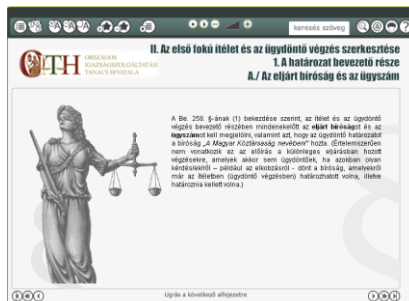 keresés szöveg
II. Az első fokú ítélet és az ügydöntő végzés szerkesztése
1. A határozat bevezető része
A./ Az eljárt bíróság és az ügyszám
OITH
ORSZÁGOS
IGAZSÁGSZOLGÁLTATÁSI
TANÁCS HIVATALA
A Be. 258. §-ának (1) bekezdése szerint, az ítélet és az ügydöntő
végzés bevezető részében mindenekelőtt az eljárt bíróságot és az
ügyszámot kell megjelölni, valamint azt, hogy az ügydöntő határozatot
a bíróság „A Magyar Köztársaság nevében!" hozta. (Értelemszerűen
nem vonatkozik ez az előírás a különleges eljárásban hozott
végzésekre, amelyek akkor sem ügydöntőek, ha azokban olyan
kérdés/ekről – például az elkobzásról - dönt a bíróság, amelyekről
már az ítéletben (ügydöntő végzésben) határozhatott volna, illetve
határoznia kellett volna.)
Ugrás a következő alfejezetre